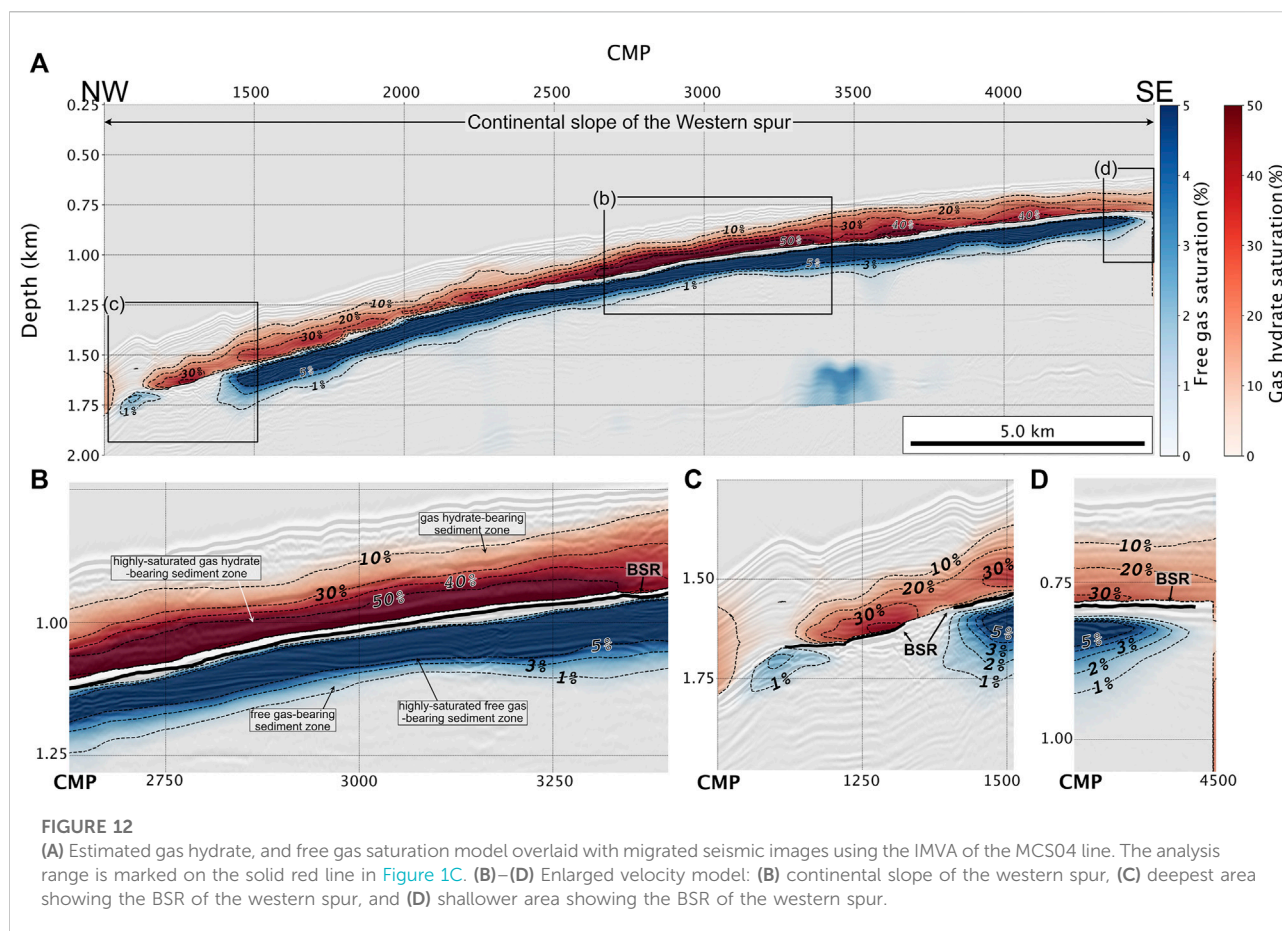 CMP
A
NW
SE
1500 2000 2500 3000 3500 4000
Continental slope of the Western spur
0.25
0.50
0.75
1.00
1.25
1.50
1.75
2.00
Depth (km)
(b)
(c)
(d)
10%
20%
30%
40%
50%
30%
20%
10%
40%
30%
5%
3%
1%
5%
1%
1%
5.0 km
5
4
3
2
1
0
Free gas saturation (%)
50
40
30
20
10
0
Gas hydrate saturation (%)
B
gas hydrate-bearing
sediment zone
highly-saturated gas hydrate
-bearing sediment zone
10%
30%
40%
50%
BSR
5%
3%
1%
free gas-bearing
sediment zone
highly-saturated free gas
-bearing sediment zone
1.00
1.25
CMP
2750 3000 3250
C
1.50
1.75
10%
20%
30%
30%
BSR
5%
3%
2%
1%
1%
CMP
1250 1500
D
0.75
1.00
10%
20%
30%
BSR
5%
3%
2%
1%
CMP
4500
FIGURE 12
(A) Estimated gas hydrate, and free gas saturation model overlaid with migrated seismic images using the IMVA of the MCS04 line. The analysis
range is marked on the solid red line in Figure 1C. (B)–(D) Enlarged velocity model: (B) continental slope of the western spur, (C) deepest area
showing the BSR of the western spur, and (D) shallower area showing the BSR of the western spur.